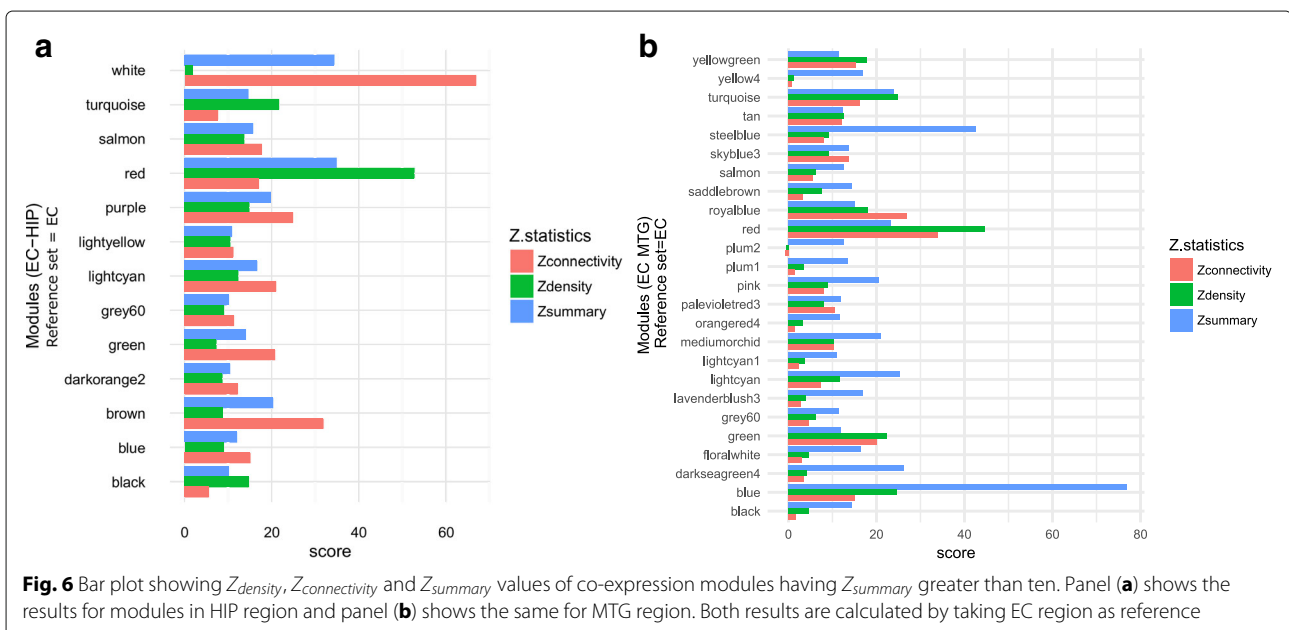 a
Modules (EC−HIP)
Reference set = EC
white
turquoise
salmon
red
purple
lightyellow
lightcyan
grey60
green
darkorange2
brown
blue
black
0
20
40
60
score
Z.statistics
Zconnectivity
Zdensity
Zsummary
b
Modules (EC MTG)
Reference set=EC
yellowgreen
yellow4
turquoise
tan
steelblue
skyblue3
salmon
saddlebrown
royalblue
red
plum2
plum1
pink
palevioletred3
orangered4
mediumorchid
lightcyan1
lightcyan
lavenderblush3
grey60
green
floralwhite
darkseagreen4
blue
black
0
20
40
60
80
score
Z.statistics
Zconnectivity
Zdensity
Zsummary
Fig. 6 Bar plot showing Zdensity, Zconnectivity and Zsummary values of co-expression modules having Zsummary greater than ten. Panel (a) shows the
results for modules in HIP region and panel (b) shows the same for MTG region. Both results are calculated by taking EC region as reference